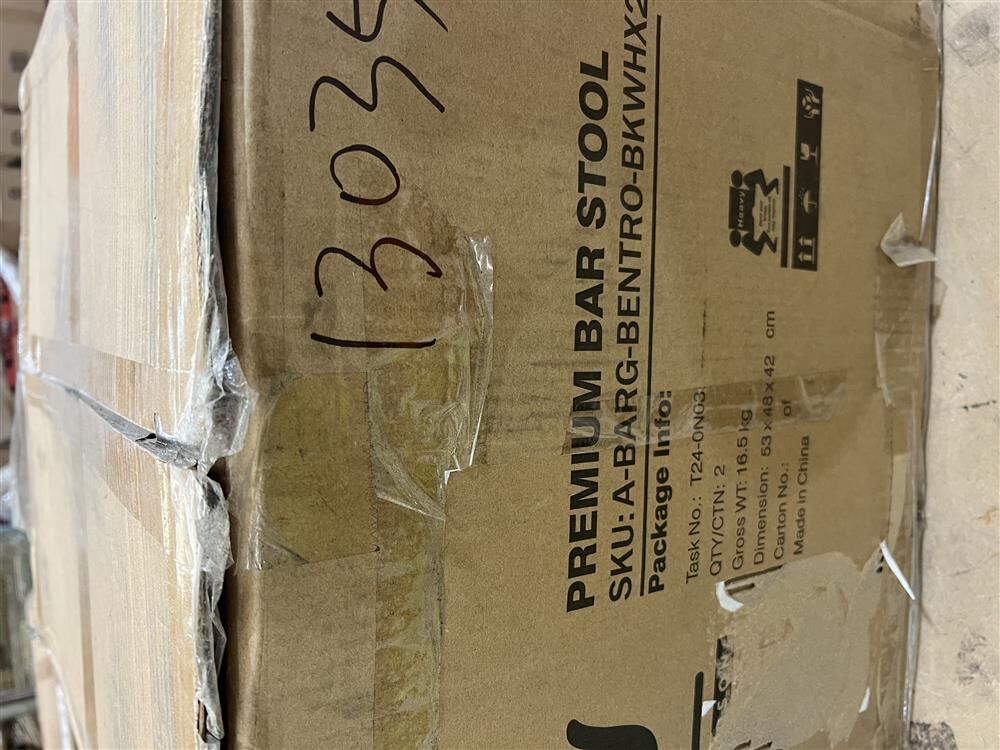 13035
PREMIUM BAR STOOL
SKU: A-BARG-BENTRO-BKWHX2
Package Info:
Task No.: T24-0N03
QTY/CTN: 2
Gross WT: 16.5 kg
Dimension: 53 x 48 x 42 cm
Carton No.: of
Made in China
Heavy